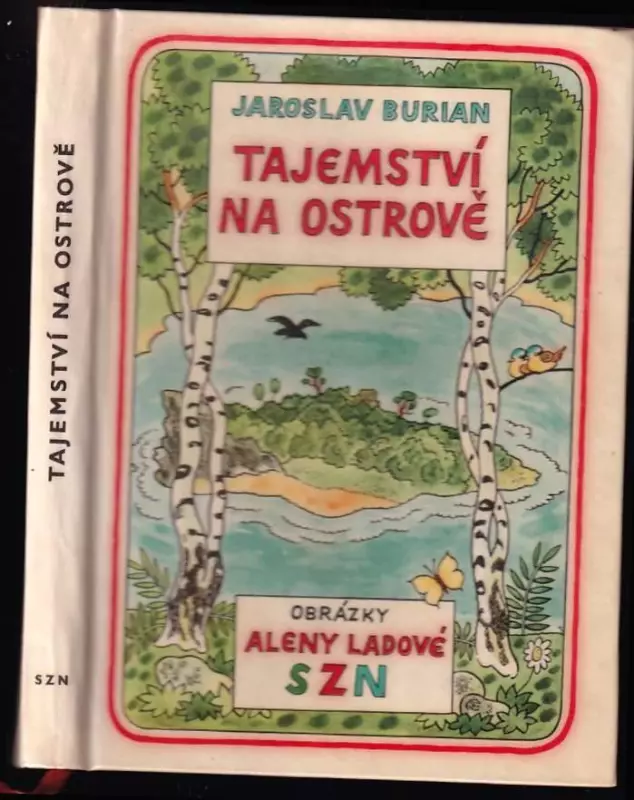 TAJEMSTVÍ NA OSTROVĚ
SZN
JAROSLAV BURIAN
TAJEMSTVÍ
NA OSTROVĚ
OBRÁZKY
ALENY LADOVÉ
SZN